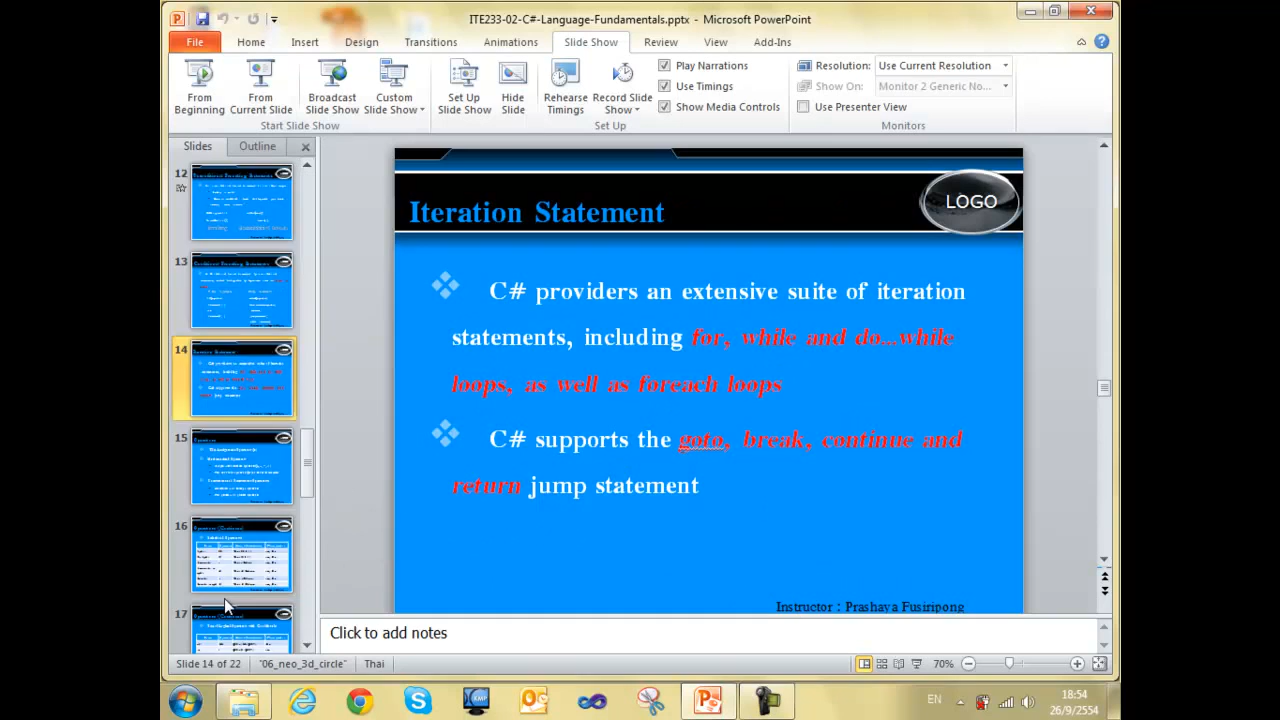 ITE233-02-C#-Language-Fundamentals.pptx - Microsoft PowerPoint
File Home Insert Design Transitions Animations Slide Show Review View Add-Ins
From Beginning
From Current Slide
Broadcast Slide Show
Custom Slide Show
Set Up Slide Show
Hide Slide
Rehearse Timings
Record Slide Show
Play Narrations
Use Timings
Show Media Controls
Resolution: Use Current Resolution
Show On: Monitor 2 Generic No...
Use Presenter View
Start Slide Show
Set Up
Monitors
Slides Outline
12
13
14
15
16
17
Iteration Statement
LOGO
C# providers an extensive suite of iteration
statements, including for, while and do...while
loops, as well as foreach loops
C# supports the goto, break, continue and
return jump statement
Instructor : Prashaya Fusiripong
Click to add notes
Slide 14 of 22 "06_neo_3d_circle" Thai 70%
EN 18:54
26/9/2554